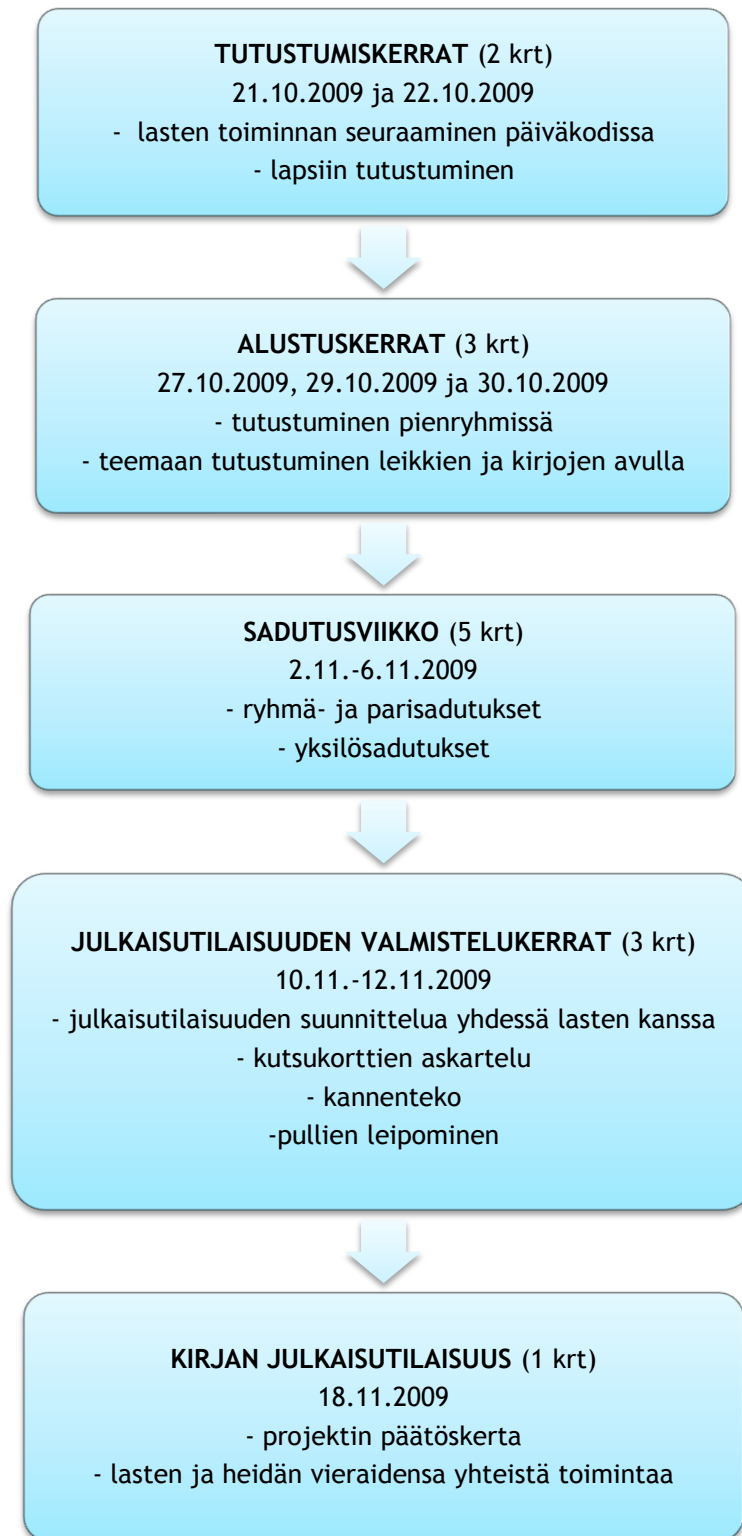 TUTUSTUMISKERRAT (2 krt)
21.10.2009 ja 22.10.2009
- lasten toiminnan seuraaminen päiväkodissa
- lapsiin tutustuminen
ALUSTUSKERRAT (3 krt)
27.10.2009, 29.10.2009 ja 30.10.2009
- tutustuminen pienryhmissä
- teemaan tutustuminen leikkien ja kirjojen avulla
SADUTUSVIIKKO (5 krt)
2.11.-6.11.2009
- ryhmä- ja parisadutukset
- yksilösadutukset
JULKAISUTILAISUUDEN VALMISTELUKERRAT (3 krt)
10.11.-12.11.2009
- julkaisutilaisuuden suunnittelua yhdessä lasten kanssa
- kutsukorttien askartelu
- kannenteko
-pullien leipominen
KIRJAN JULKAISUTILAISUUS (1 krt)
18.11.2009
- projektin päätöskerta
- lasten ja heidän vieraidensa yhteistä toimintaa